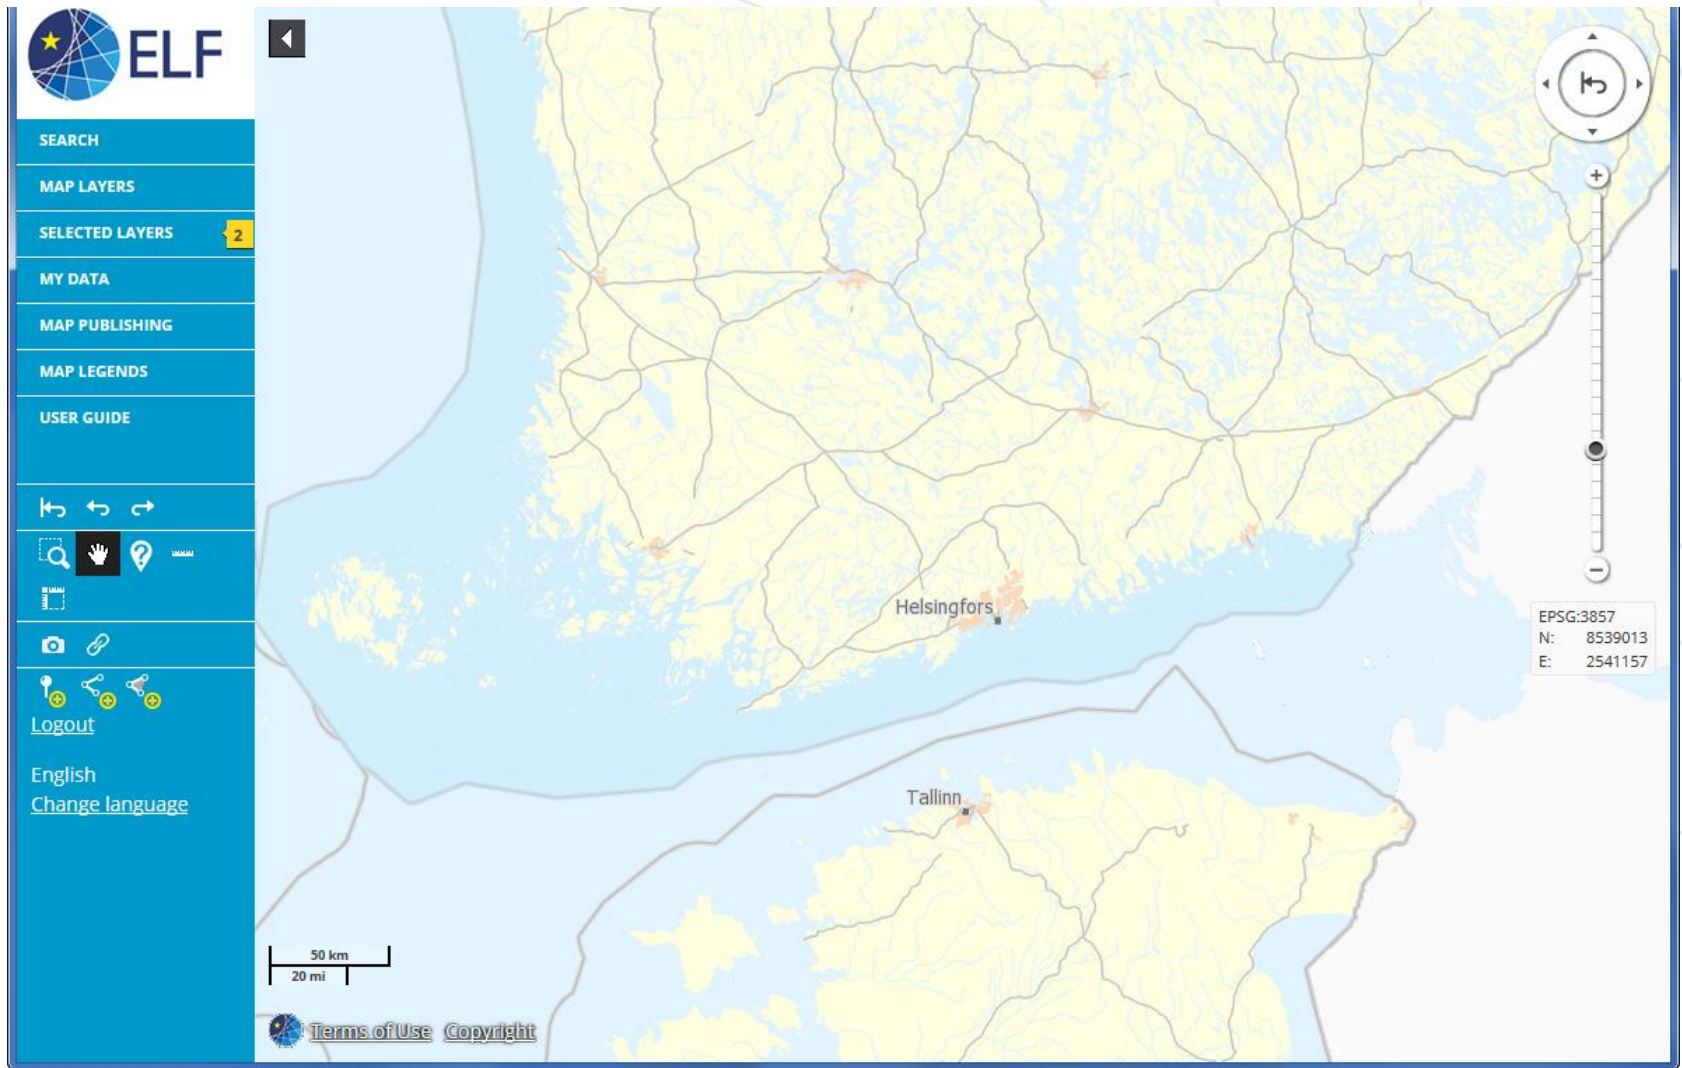 ELF
SEARCH
MAP LAYERS
SELECTED LAYERS 2
MY DATA
MAP PUBLISHING
MAP LEGENDS
USER GUIDE
Logout
English
Change language
Helsingfors
Tallinn
EPSG:3857
N: 8539013
E: 2541157
50 km
20 mi
Terms of Use Copyright